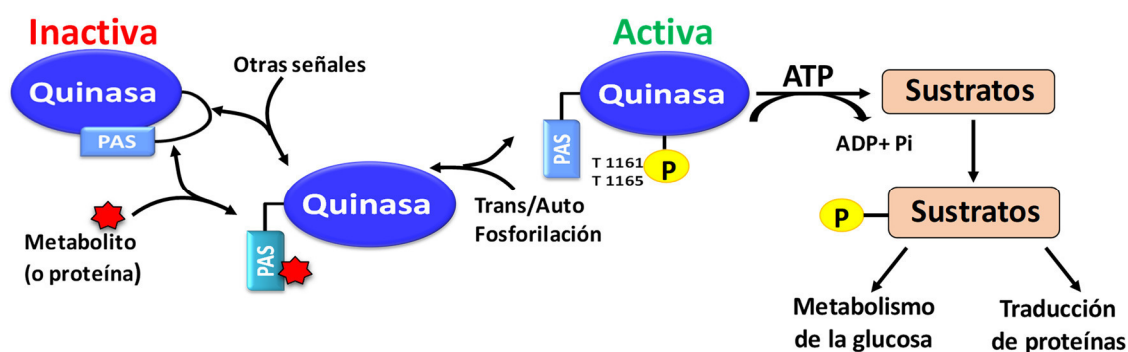 Inactiva
Quinasa
PAS
Otras señales
Metabolito
(o proteína)
Quinasa
PAS
Trans/Auto
Fosforilación
Activa
Quinasa
PAS
T 1161
T 1165
P
ATP
ADP+ Pi
Sustratos
P
Sustratos
Metabolismo
de la glucosa
Traducción
de proteínas